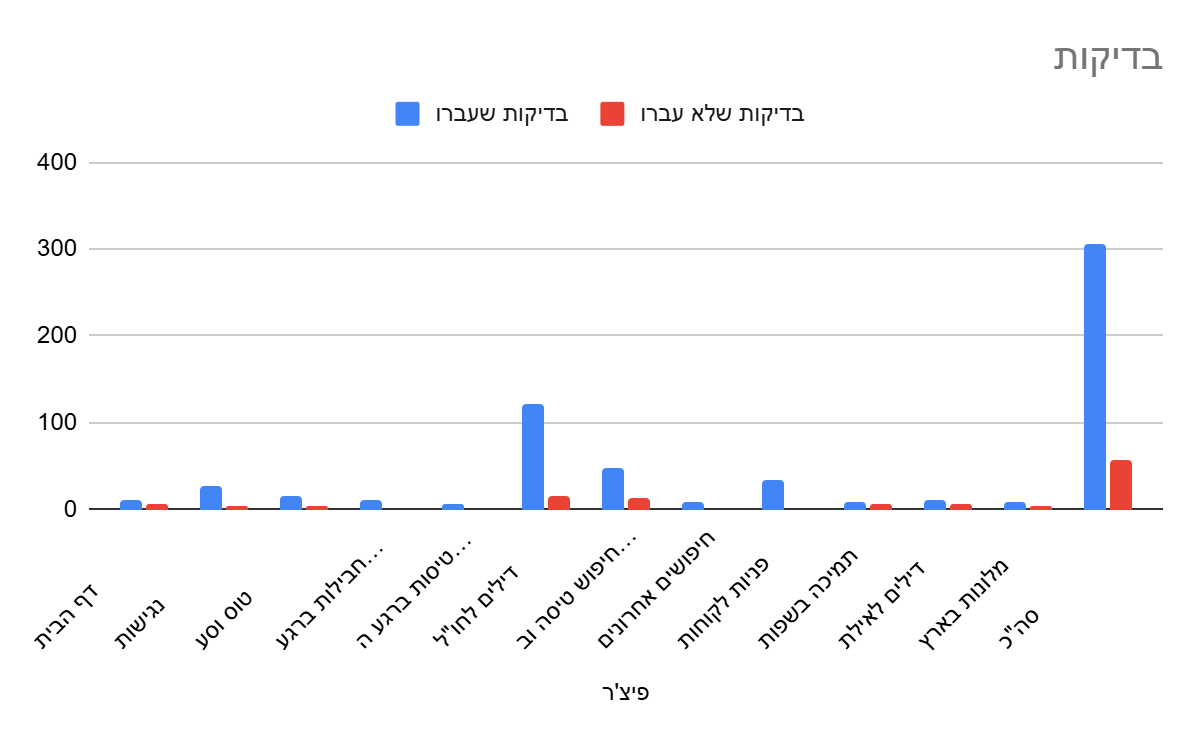 בדיקות
בדיקות שעברו
בדיקות שלא עברו
400
300
200
100
0
דף הבית
נגישות
טוס וסע
חבילות ברגע…
טיסות ברגע ה…
דילים לחו"ל
חיפוש טיסה וב…
חיפושים אחרונים
פניות לקוחות
תמיכה בשפות
דילים לאילת
מלונות בארץ
סה"כ
פיצ'ר